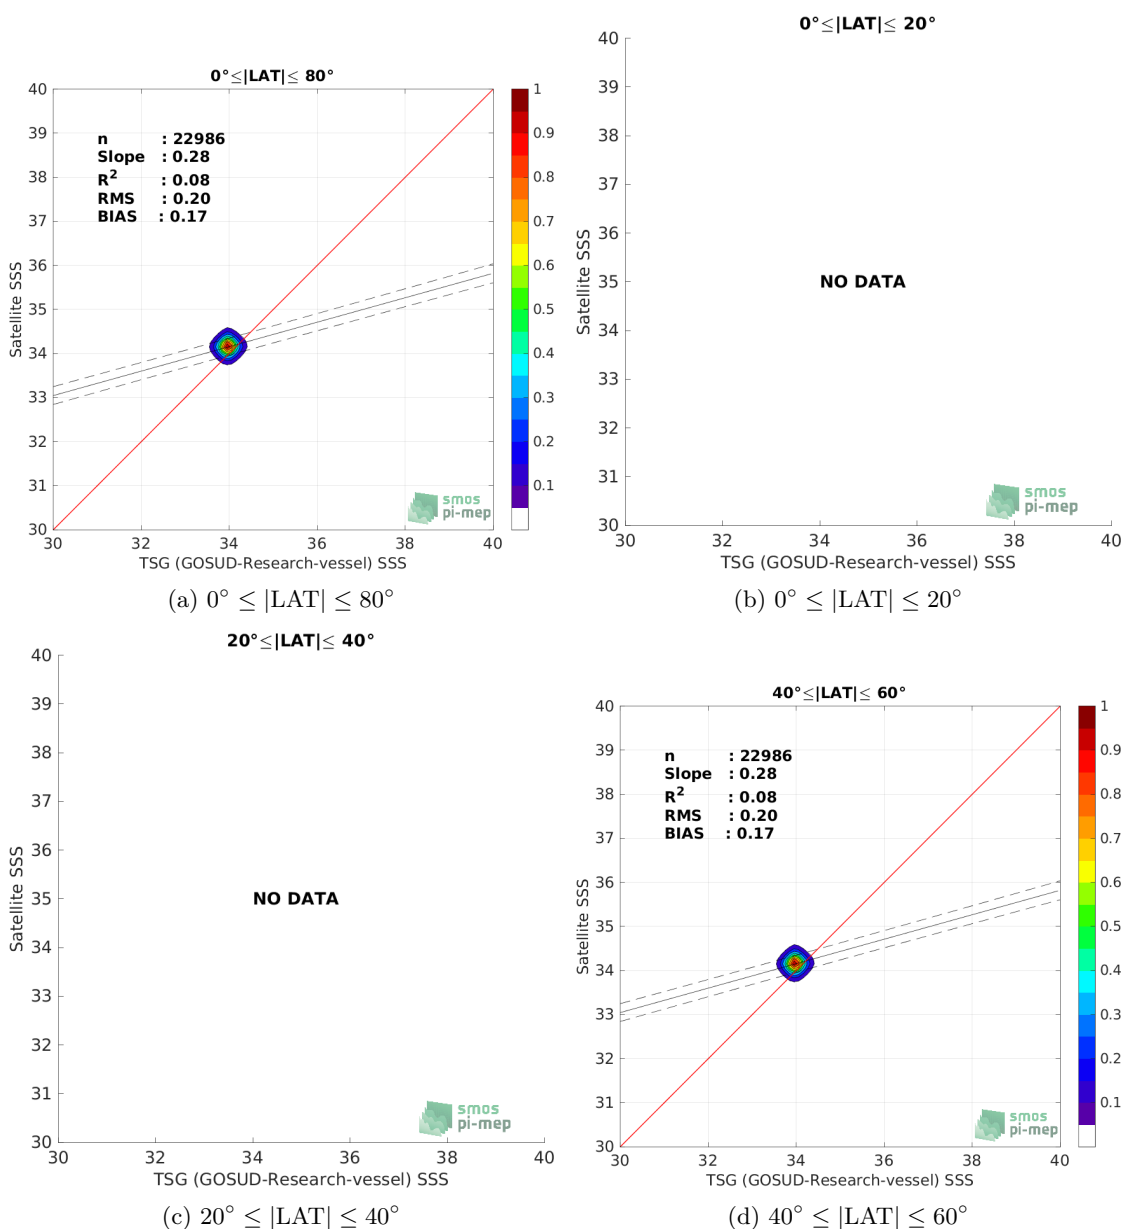 0°≤|LAT|≤ 80°
40
39
38
37
36
35
34
33
32
31
30
n : 22986
Slope : 0.28
R² : 0.08
RMS : 0.20
BIAS : 0.17
Satellite SSS
smos
pi-mep
30 32 34 36 38 40
TSG (GOSUD-Research-vessel) SSS
1
0.9
0.8
0.7
0.6
0.5
0.4
0.3
0.2
0.1
(a) 0° ≤ |LAT| ≤ 80°
0°≤|LAT|≤ 20°
40
39
38
37
36
35
34
33
32
31
30
Satellite SSS
NO DATA
smos
pi-mep
30 32 34 36 38 40
TSG (GOSUD-Research-vessel) SSS
(b) 0° ≤ |LAT| ≤ 20°
20°≤|LAT|≤ 40°
40
39
38
37
36
35
34
33
32
31
30
Satellite SSS
NO DATA
smos
pi-mep
30 32 34 36 38 40
TSG (GOSUD-Research-vessel) SSS
(c) 20° ≤ |LAT| ≤ 40°
40°≤|LAT|≤ 60°
40
39
38
37
36
35
34
33
32
31
30
n : 22986
Slope : 0.28
R² : 0.08
RMS : 0.20
BIAS : 0.17
Satellite SSS
smos
pi-mep
30 32 34 36 38 40
TSG (GOSUD-Research-vessel) SSS
1
0.9
0.8
0.7
0.6
0.5
0.4
0.3
0.2
0.1
(d) 40° ≤ |LAT| ≤ 60°